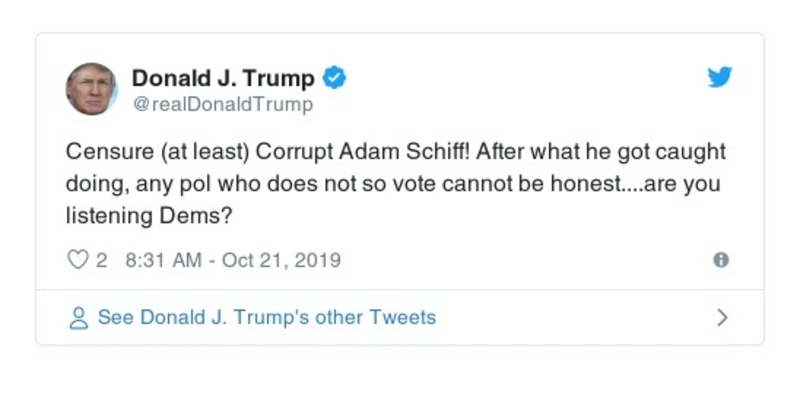 Donald J. Trump
@realDonaldTrump
Censure (at least) Corrupt Adam Schiff! After what he got caught
doing, any pol who does not so vote cannot be honest....are you
listening Dems?
2 8:31 AM - Oct 21, 2019
See Donald J. Trump's other Tweets